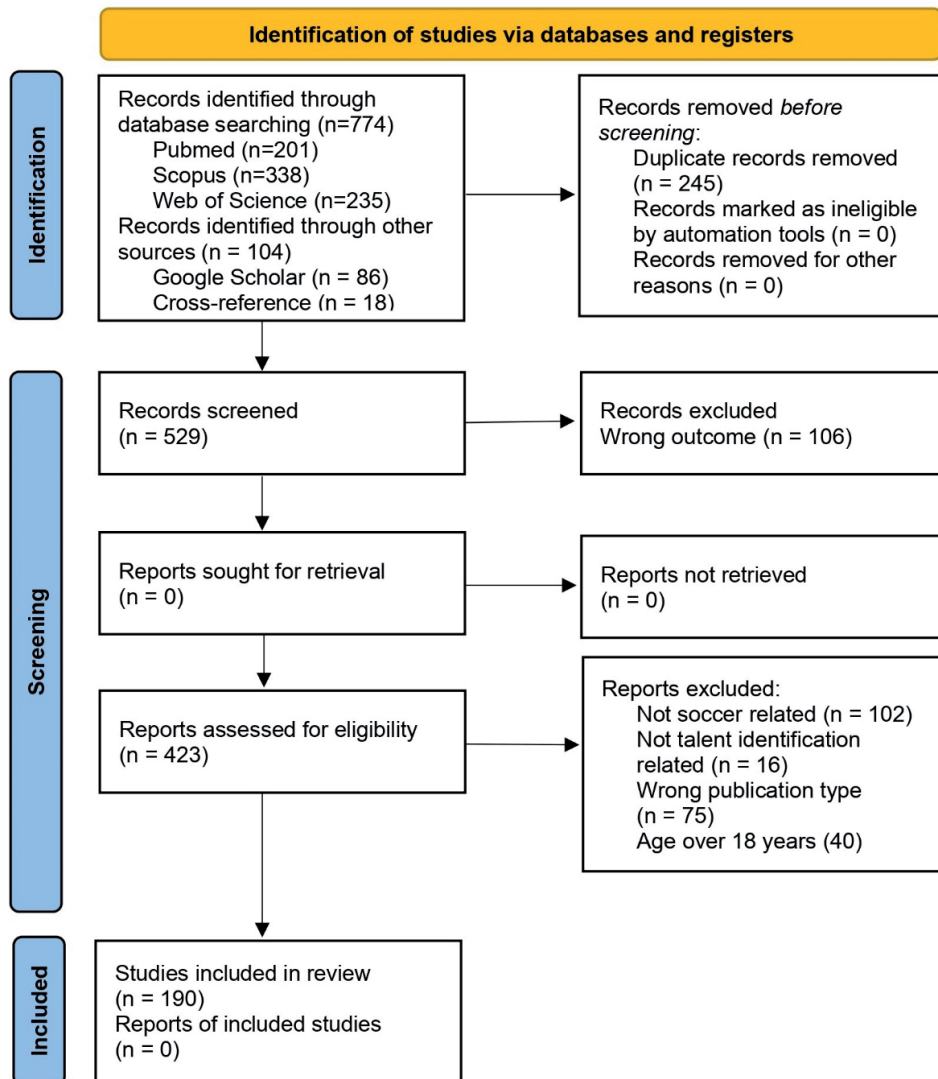 Identification of studies via databases and registers
Identification
Records identified through
database searching (n=774)
Pubmed (n=201)
Scopus (n=338)
Web of Science (n=235)
Records identified through other
sources (n = 104)
Google Scholar (n = 86)
Cross-reference (n = 18)
Records removed before
screening:
Duplicate records removed
(n = 245)
Records marked as ineligible
by automation tools (n = 0)
Records removed for other
reasons (n = 0)
Screening
Records screened
(n = 529)
Records excluded
Wrong outcome (n = 106)
Reports sought for retrieval
(n = 0)
Reports not retrieved
(n = 0)
Reports assessed for eligibility
(n = 423)
Reports excluded:
Not soccer related (n = 102)
Not talent identification
related (n = 16)
Wrong publication type
(n = 75)
Age over 18 years (40)
Included
Studies included in review
(n = 190)
Reports of included studies
(n = 0)